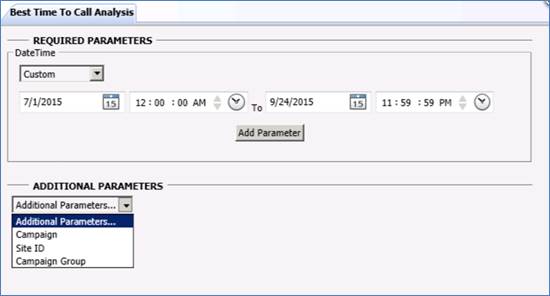 Best Time To Call Analysis
REQUIRED PARAMETERS
DateTime
Custom
7/1/2015 15 12:00 :00 AM To 9/24/2015 15 11:59 :59 PM
Add Parameter
ADDITIONAL PARAMETERS
Additional Parameters...
Additional Parameters...
Campaign
Site ID
Campaign Group